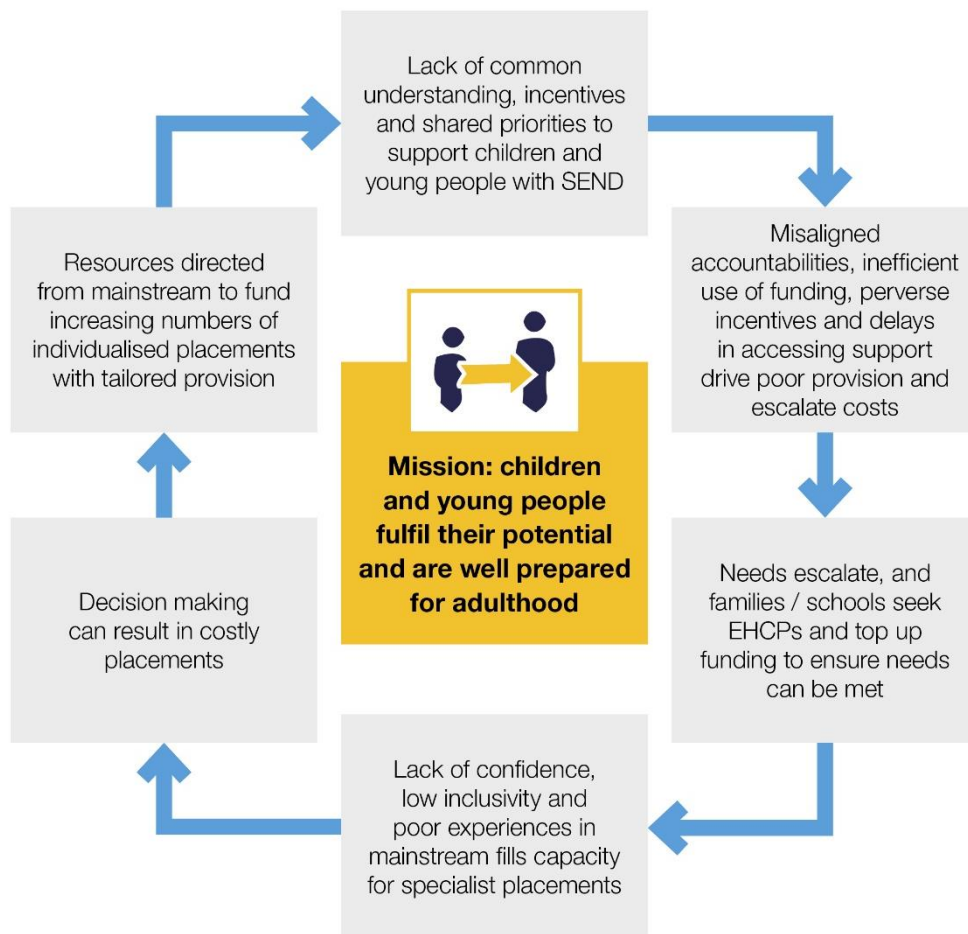 Lack of common
understanding, incentives
and shared priorities to
support children and
young people with SEND
Misaligned
accountabilities, inefficient
use of funding, perverse
incentives and delays
in accessing support
drive poor provision and
escalate costs
Needs escalate, and
families / schools seek
EHCPs and top up
funding to ensure needs
can be met
Lack of confidence,
low inclusivity and
poor experiences in
mainstream fills capacity
for specialist placements
Decision making
can result in costly
placements
Resources directed
from mainstream to fund
increasing numbers of
individualised placements
with tailored provision
Mission: children
and young people
fulfil their potential
and are well prepared
for adulthood